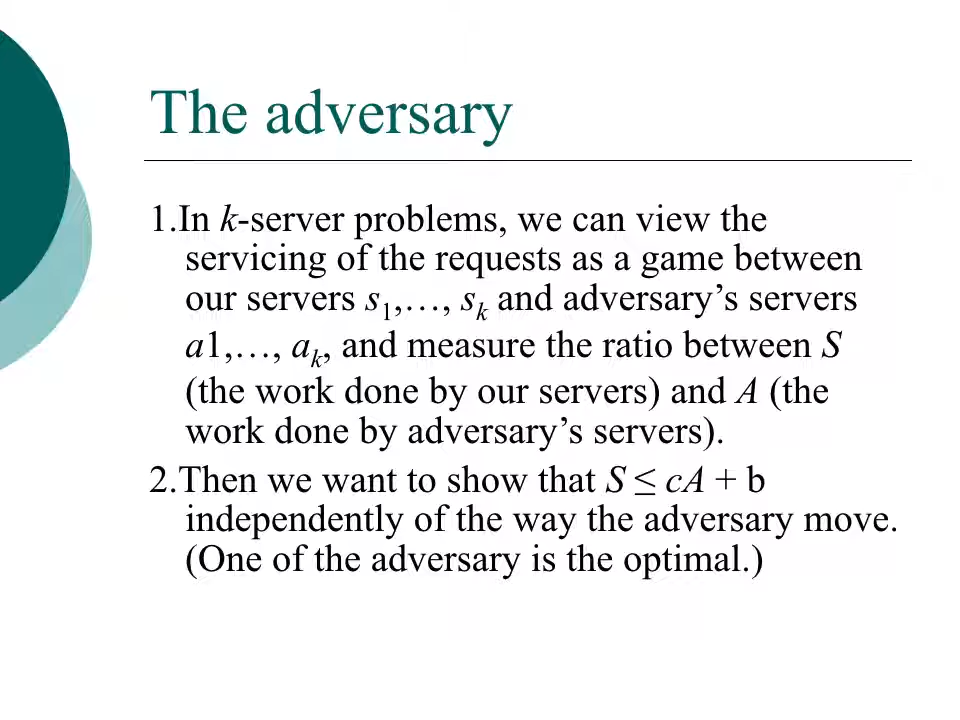 The adversary
1.In k-server problems, we can view the
servicing of the requests as a game between
our servers s₁,…, sₖ and adversary’s servers
a1,…, aₖ, and measure the ratio between S
(the work done by our servers) and A (the
work done by adversary’s servers).
2.Then we want to show that S ≤ cA + b
independently of the way the adversary move.
(One of the adversary is the optimal.)